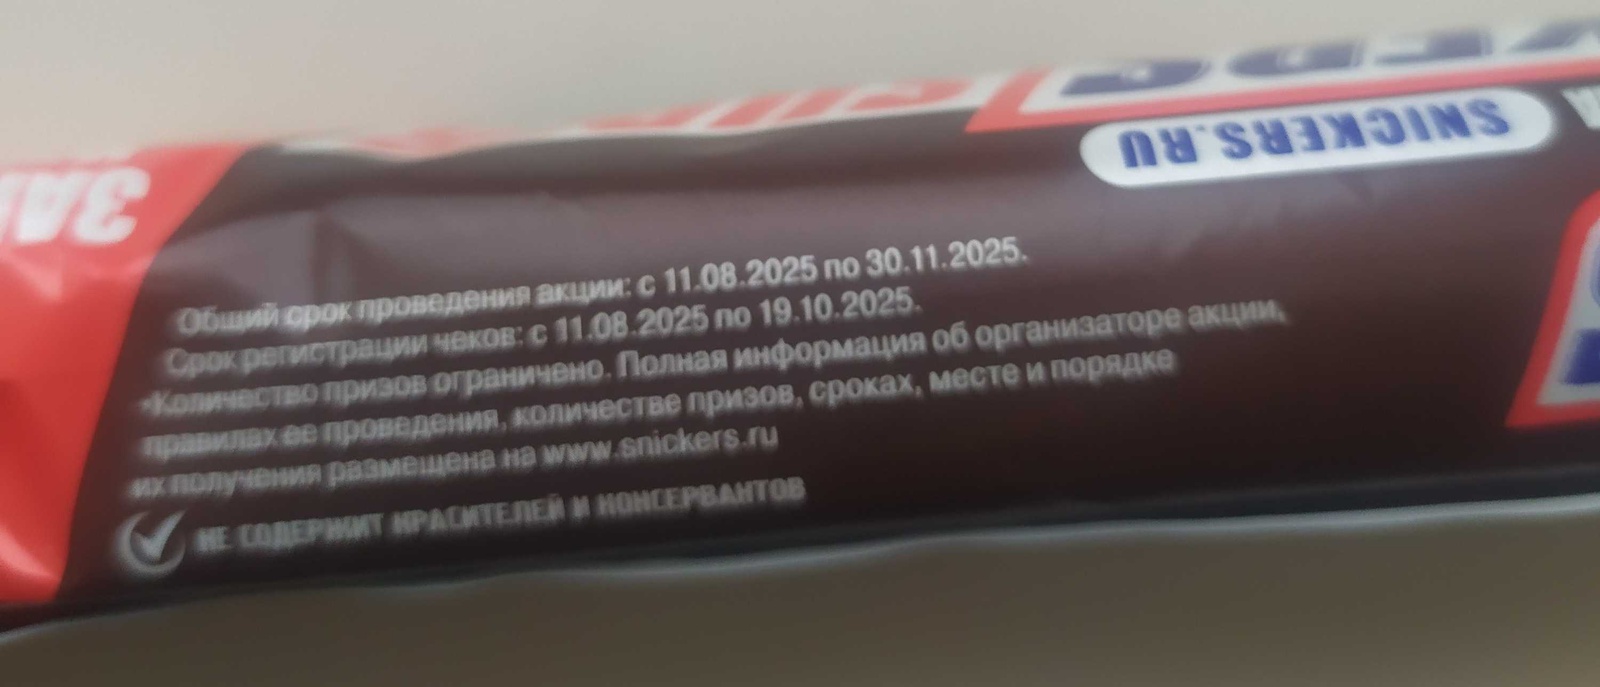 SNICKERS.RU
Общий срок проведения акции: с 11.08.2025 по 30.11.2025.
Срок регистрации чеков: с 11.08.2025 по 19.10.2025.
*Количество призов ограничено. Полная информация об организаторе акции,
правилах ее проведения, количестве призов, сроках, месте и порядке
их получения размещена на www.snickers.ru
НЕ СОДЕРЖИТ КРАСИТЕЛЕЙ И КОНСЕРВАНТОВ